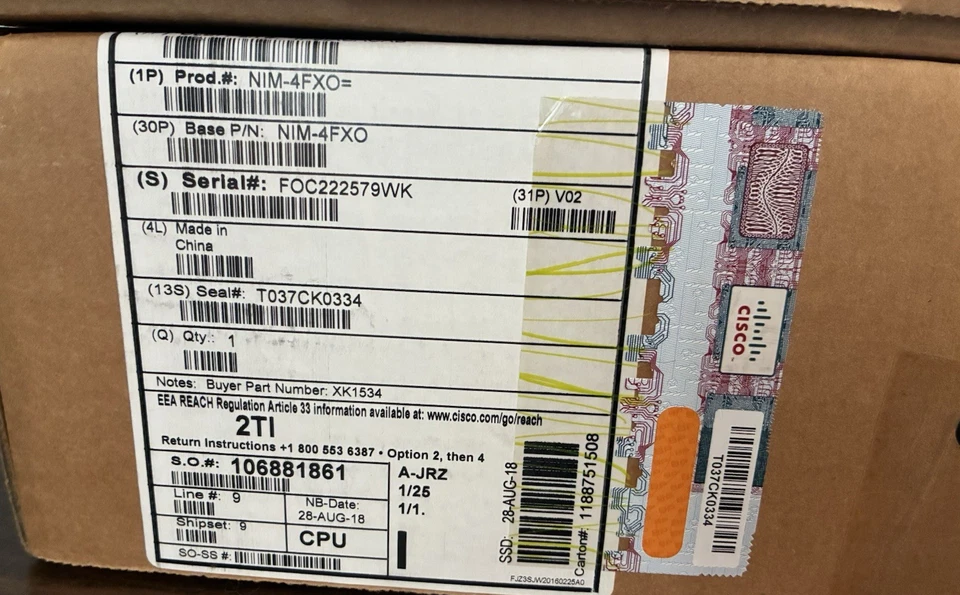 (1P) Prod.#: NIM-4FXO=
(30P) Base P/N: NIM-4FXO
(S) Serial#: FOC222579WK
(31P) V02
(4L) Made in
China
(13S) Seal#: T037CK0334
(Q) Qty.: 1
Notes: Buyer Part Number: XK1534
EEA REACH Regulation Article 33 information available at: www.cisco.com/go/reach
2TI
Return Instructions +1 800 553 6387 • Option 2, then 4
S.O.#: 106881861
Line #: 9
NB-Date:
28-AUG-18
Shipset: 9
CPU
SO-SS #:
A-JRZ
1/25
1/1.
SSD: 28-AUG-18
Carton#: 1188751508
FJZ3SJW20160225A0
CISCO
T037CK0334